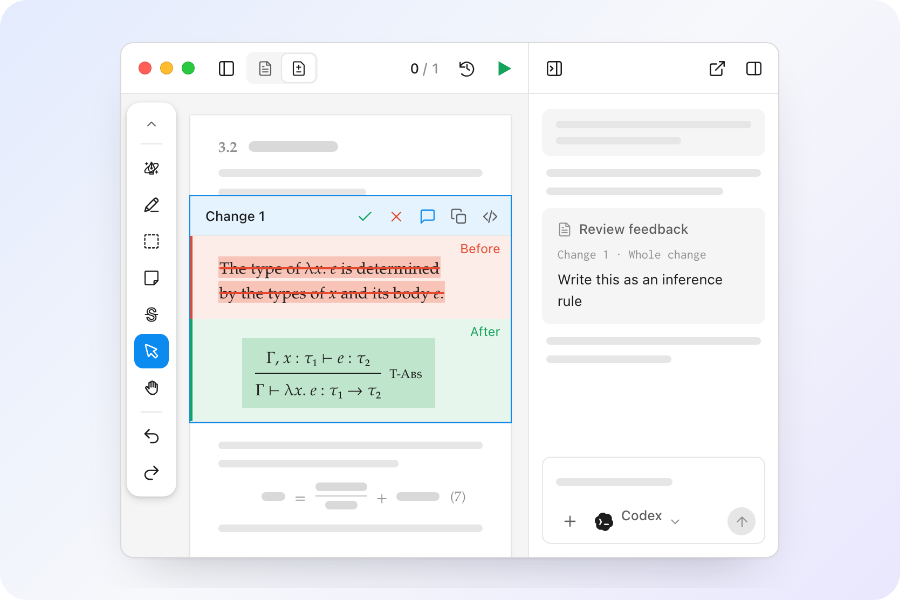 0 / 1
3.2
Change 1
Before
The type of λx. e is determined
by the types of x and its body e.
After
Γ, x : τ₁ ⊢ e : τ₂
T-Abs
Γ ⊢ λx. e : τ₁ → τ₂
= + (7)
Review feedback
Change 1 · Whole change
Write this as an inference
rule
Codex